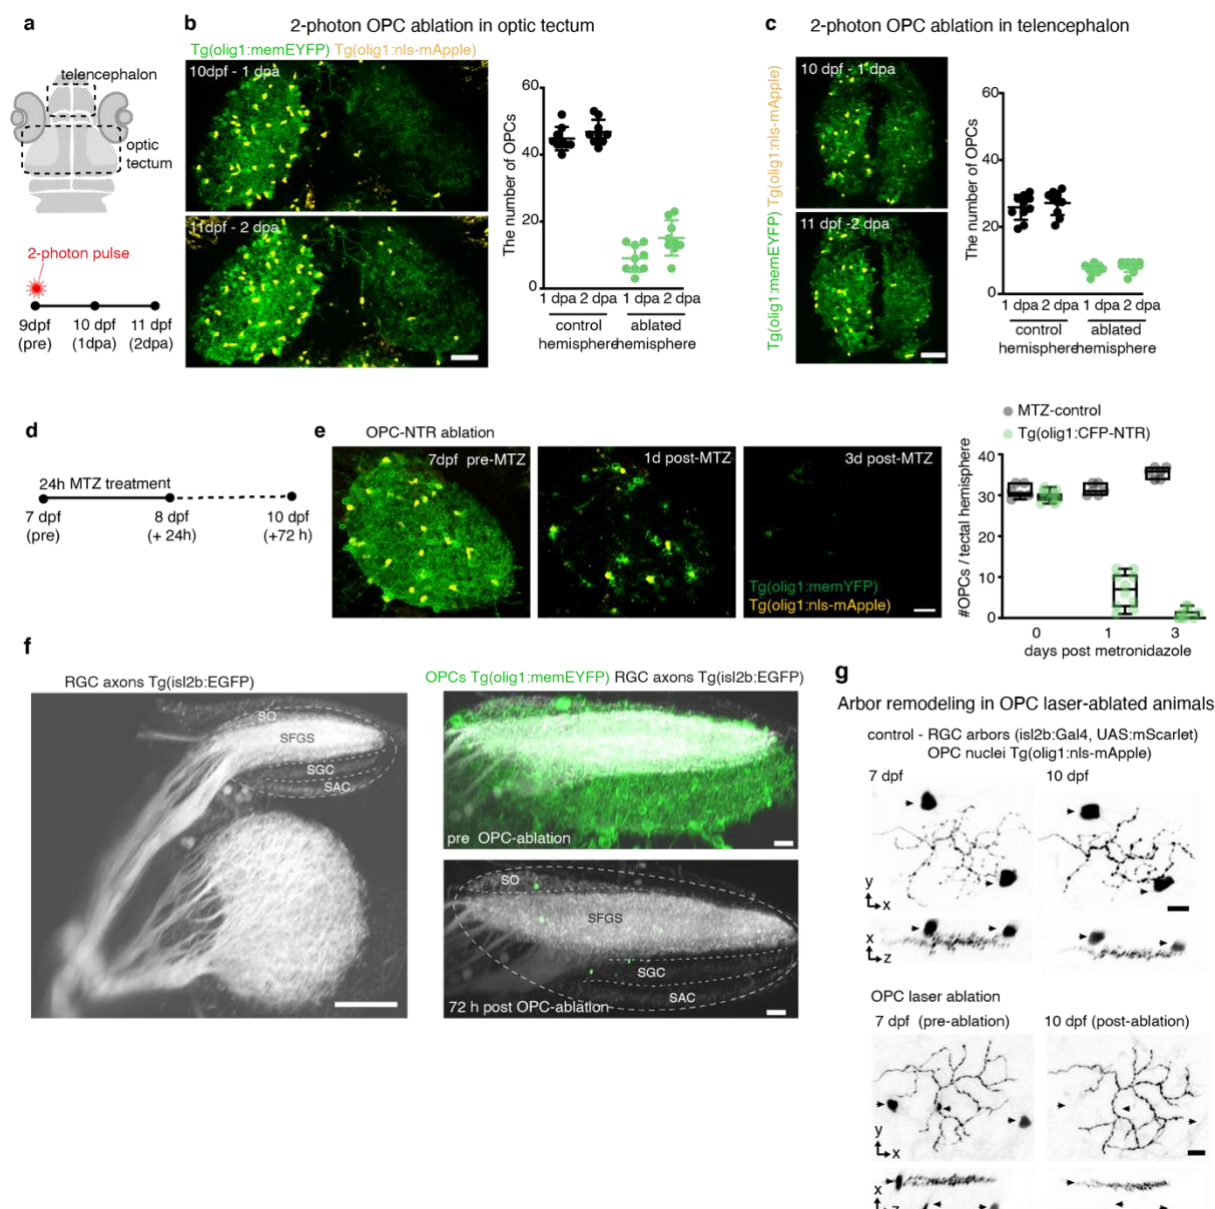 a
telencephalon
optic
tectum
2-photon pulse
9dpf
(pre)
10 dpf
(1dpa)
11 dpf
(2dpa)
b
2-photon OPC ablation in optic tectum
Tg(olig1:memEYFP) Tg(olig1:nls-mApple)
10dpf - 1 dpa
11dpf - 2 dpa
The number of OPCs
60
40
20
0
1 dpa 2 dpa 1 dpa 2 dpa
control
hemisphere
ablated
hemisphere
c
2-photon OPC ablation in telencephalon
Tg(olig1:memEYFP) Tg(olig1:nls-mApple)
10 dpf - 1 dpa
11 dpf -2 dpa
The number of OPCs
60
40
20
0
1 dpa 2 dpa 1 dpa 2 dpa
control
hemisphere
ablated
hemisphere
d
24h MTZ treatment
7 dpf
(pre)
8 dpf
(+ 24h)
10 dpf
(+72 h)
e
OPC-NTR ablation
7dpf pre-MTZ
1d post-MTZ
3d post-MTZ
Tg(olig1:memYFP)
Tg(olig1:nls-mApple)
MTZ-control
Tg(olig1:CFP-NTR)
#OPCs / tectal hemisphere
40
30
20
10
0
0 1 3
days post metronidazole
f
RGC axons Tg(isl2b:EGFP)
SO
SFGS
SGC
SAC
OPCs Tg(olig1:memEYFP) RGC axons Tg(isl2b:EGFP)
pre OPC-ablation
SO
SFGS
SGC
SAC
72 h post OPC-ablation
g
Arbor remodeling in OPC laser-ablated animals
control - RGC arbors (isl2b:Gal4, UAS:mScarlet)
OPC nuclei Tg(olig1:nls-mApple)
7 dpf
10 dpf
y
x
x
z
OPC laser ablation
7 dpf (pre-ablation)
10 dpf (post-ablation)
y
x
x